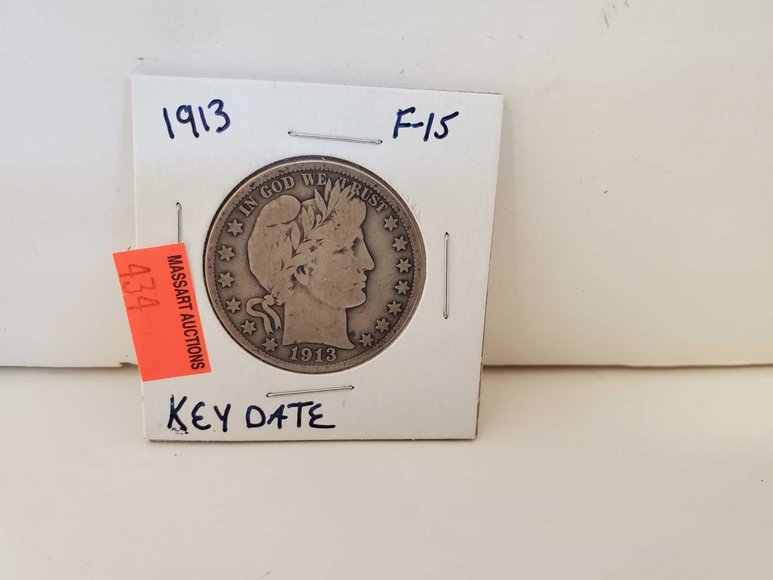 1913
F-15
IN GOD WE TRUST
1913
MASSART AUCTIONS
434
KEY DATE